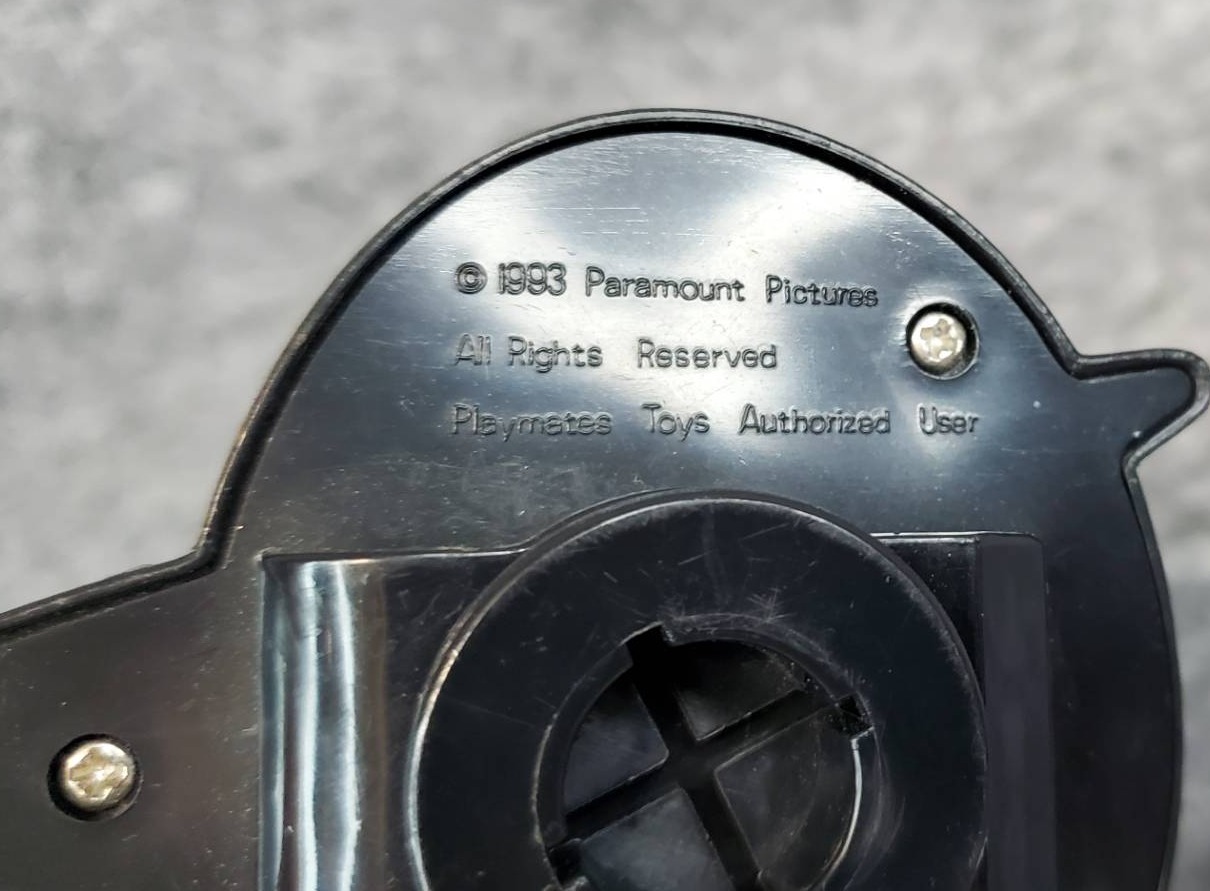 © 1993 Paramount Pictures
All Rights Reserved
Playmates Toys Authorized User